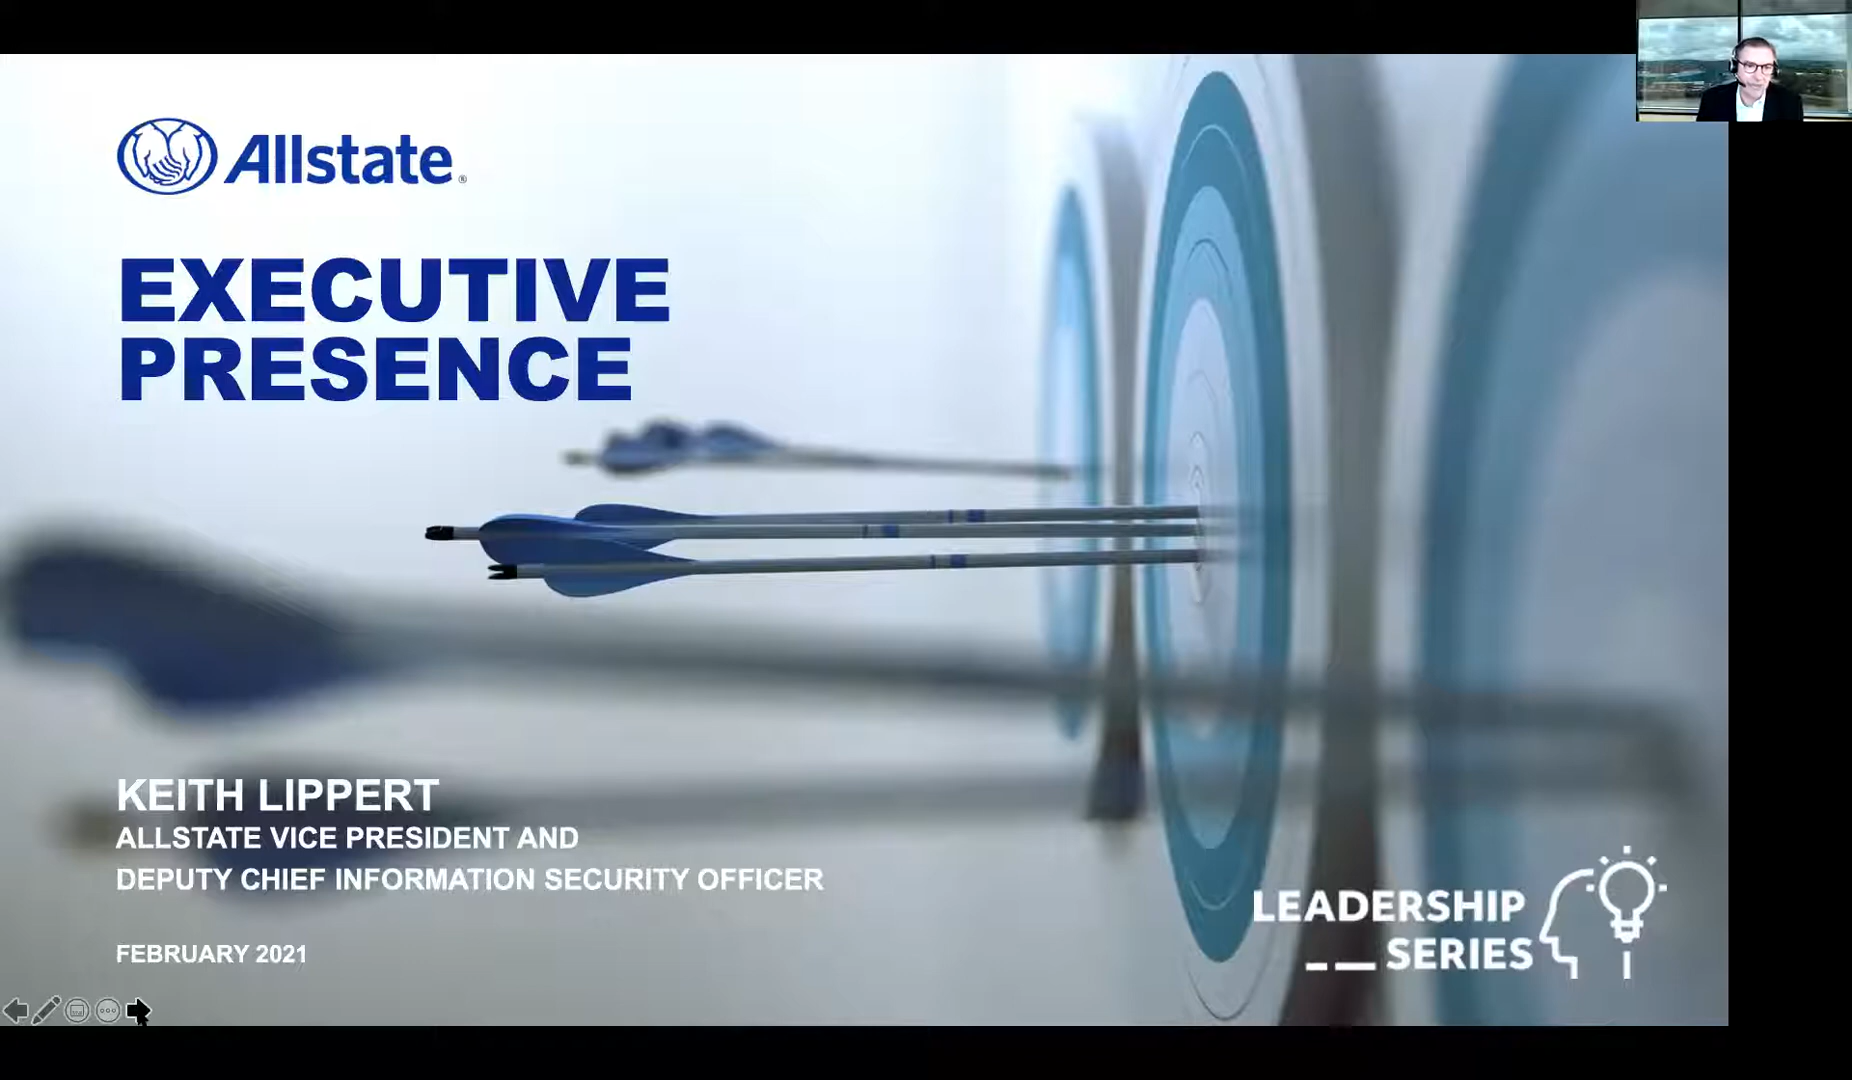 Allstate®
EXECUTIVE
PRESENCE
KEITH LIPPERT
ALLSTATE VICE PRESIDENT AND
DEPUTY CHIEF INFORMATION SECURITY OFFICER
FEBRUARY 2021
LEADERSHIP
SERIES